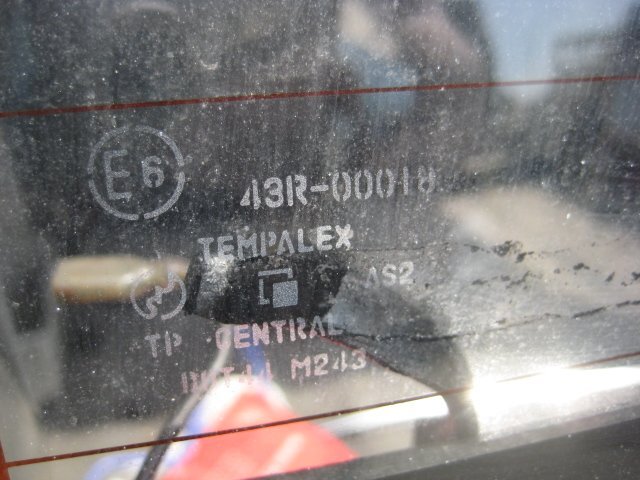 E6
43R-00018
TEMPALEX
AS2
TP CENTRAL
M243